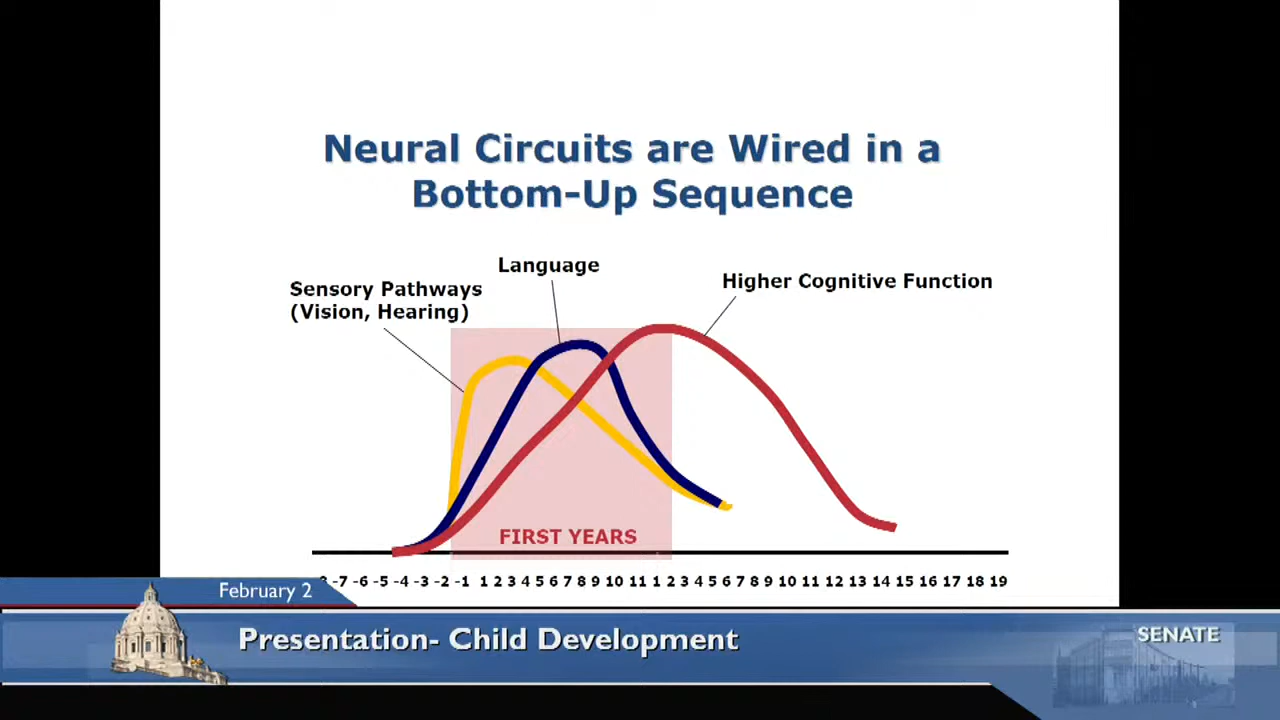 Neural Circuits are Wired in a
Bottom-Up Sequence
Language
Sensory Pathways
(Vision, Hearing)
Higher Cognitive Function
FIRST YEARS
-7 -6 -5 -4 -3 -2 -1 1 2 3 4 5 6 7 8 9 10 11 1 2 3 4 5 6 7 8 9 10 11 12 13 14 15 16 17 18 19
February 2
Presentation- Child Development
SENATE